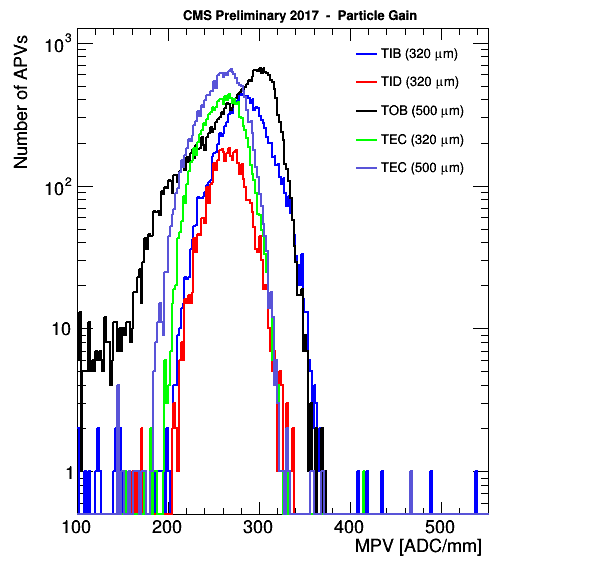 CMS Preliminary 2017 - Particle Gain
Number of APVs
10³
10²
10
1
TIB (320 μm)
TID (320 μm)
TOB (500 μm)
TEC (320 μm)
TEC (500 μm)
100 200 300 400 500
MPV [ADC/mm]